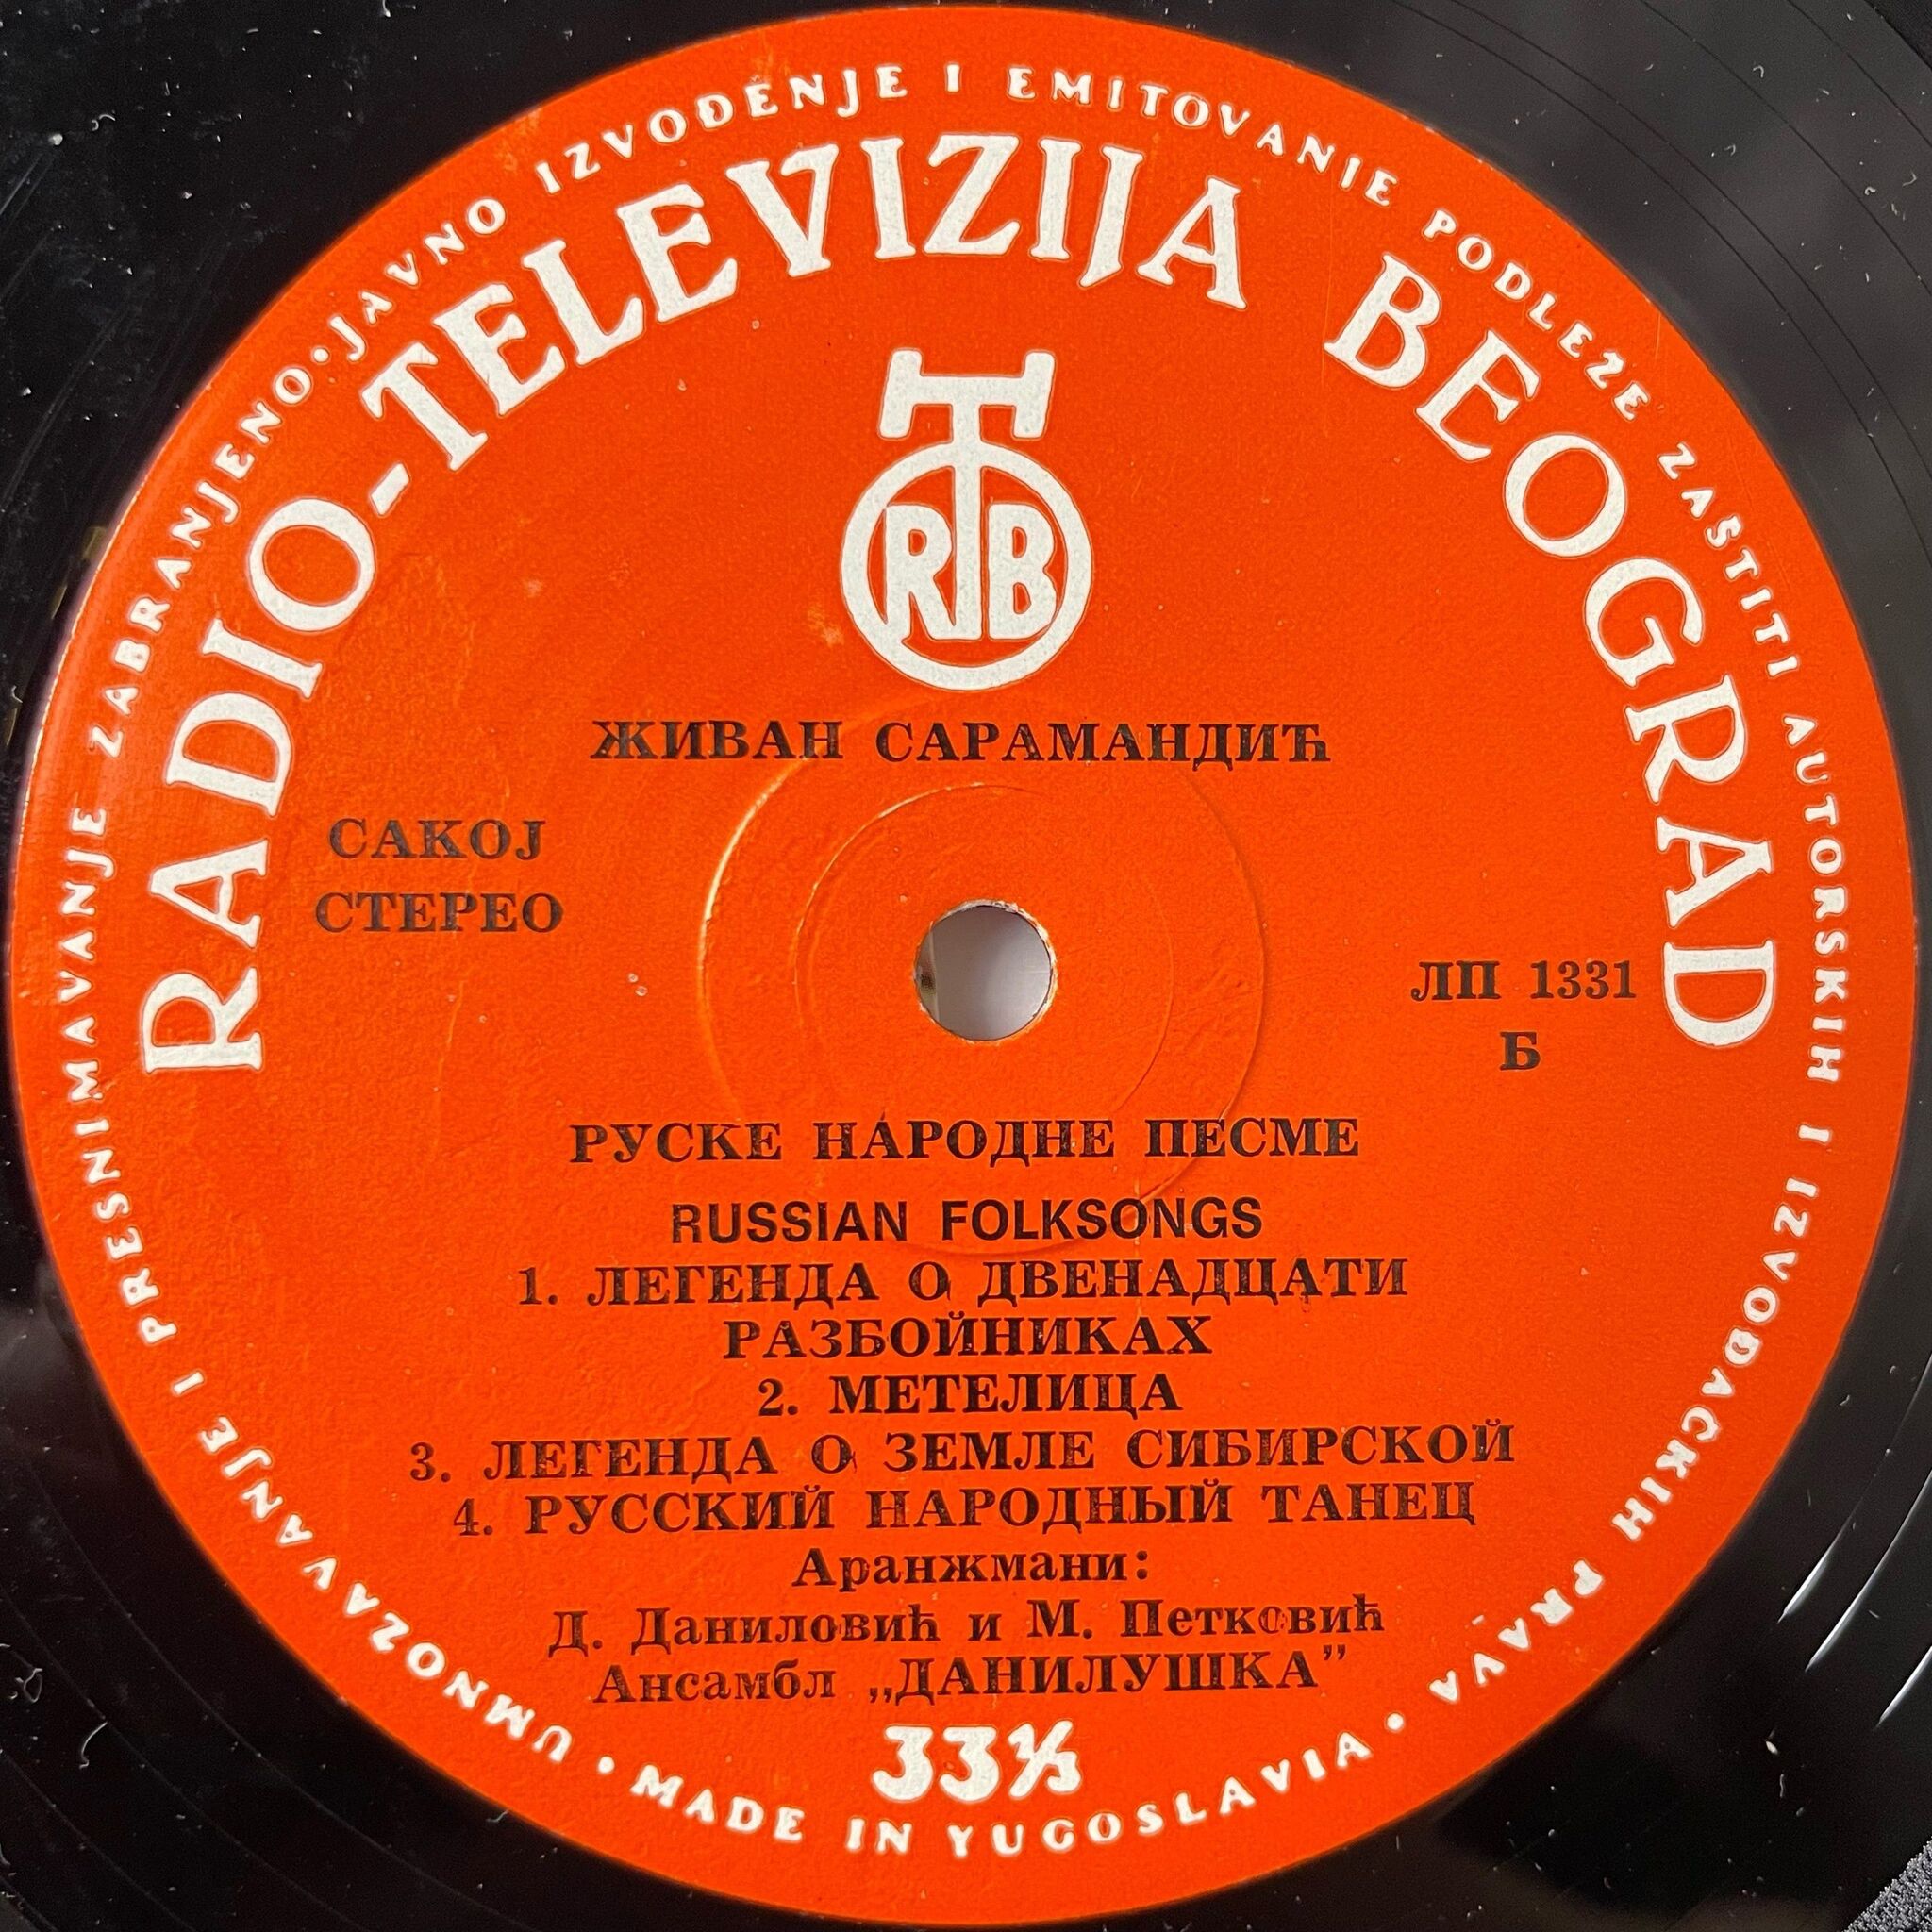 JAVNO IZVOĐENJE I EMITOVANJE PODLEŽE ZAŠTITI AUTORSKIH I IZVOĐAČKIH PRAVA •
RADIO-TELEVIZIJA BEOGRAD
RTB
ЖИВАН САРАМАНДИЋ
САКОЈ
СТЕРЕО
ЛП 1331
Б
РУСКЕ НАРОДНЕ ПЕСМЕ
RUSSIAN FOLKSONGS
1. ЛЕГЕНДА О ДВЕНАДЦАТИ
РАЗБОЙНИКАХ
2. МЕТЕЛИЦА
3. ЛЕГЕНДА О ЗЕМЛЕ СИБИРСКОЙ
4. РУССКИЙ НАРОДНЫЙ ТАНЕЦ
Аранжмани:
Д. Даниловић и М. Петковић
Ансамбл „ДАНИЛУШКА”
33⅓
MADE IN YUGOSLAVIA •
UMNOZAVANJE I PRESNIMAVANJE ZABRANJENO •